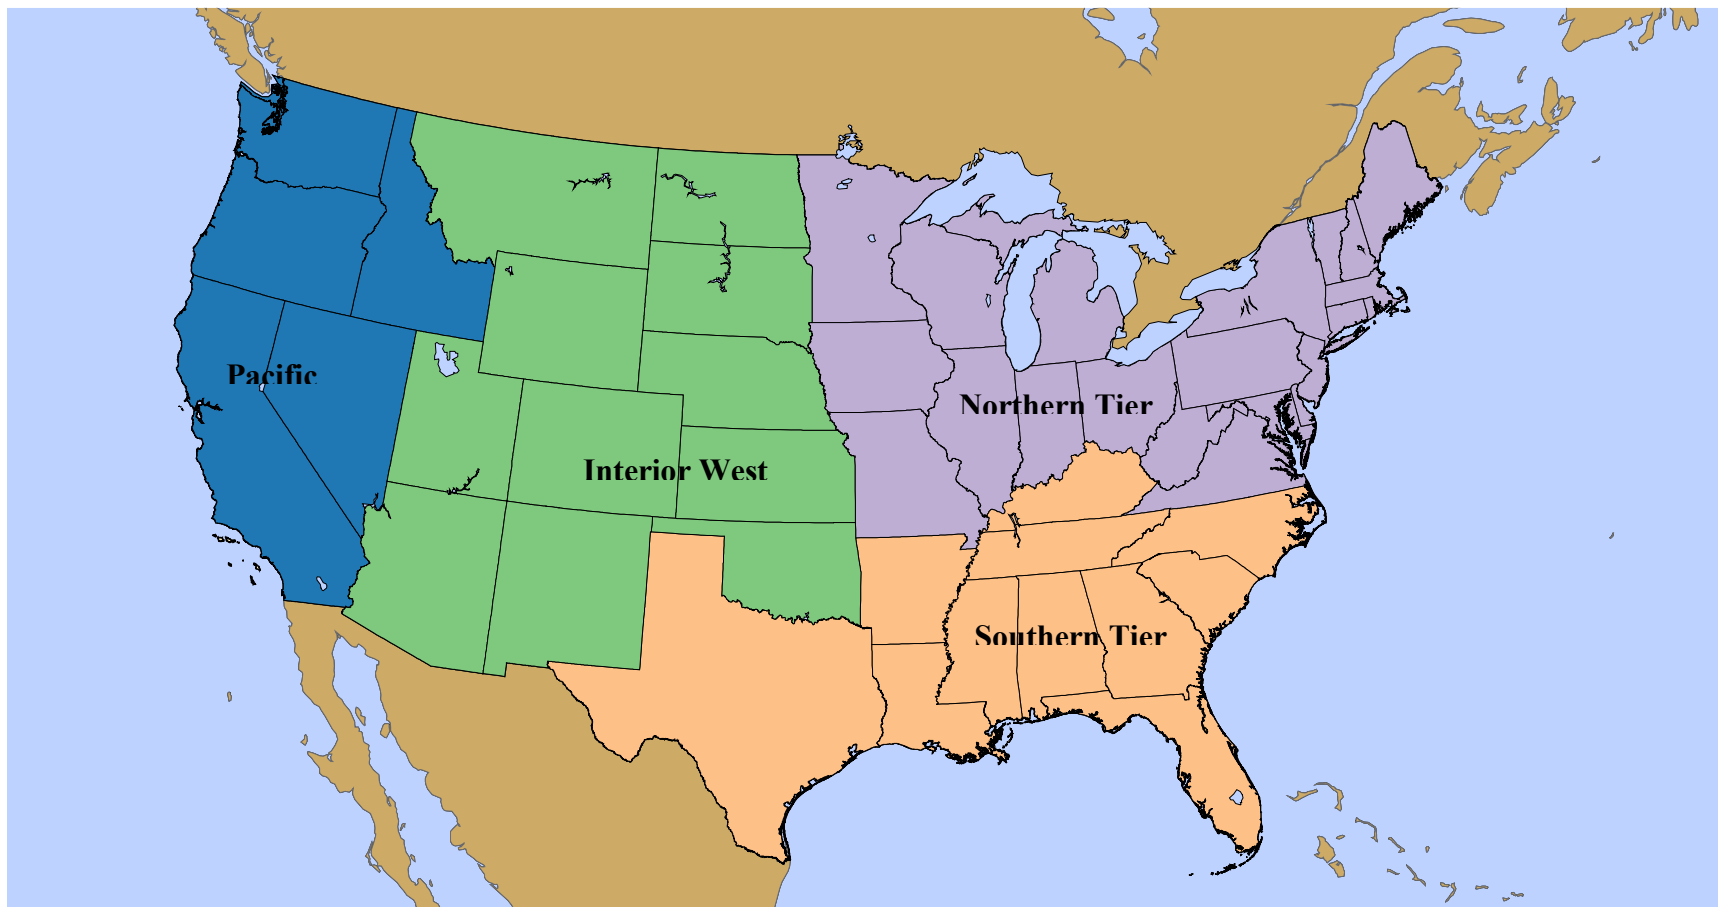 Pacific
Northern Tier
Interior West
Southern Tier